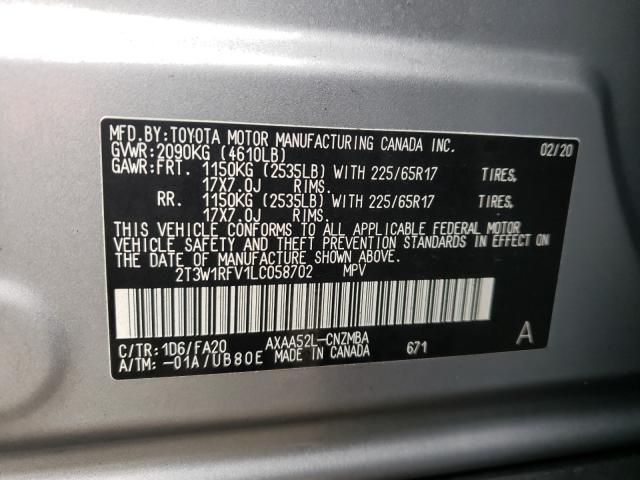 MFD.BY:TOYOTA MOTOR MANUFACTURING CANADA INC. 02/20
GVWR:2090KG (4610LB)
GAWR:FRT. 1150KG (2535LB) WITH 225/65R17 TIRES,
17X7.0J RIMS.
RR. 1150KG (2535LB) WITH 225/65R17 TIRES,
17X7.0J RIMS.
THIS VEHICLE CONFORMS TO ALL APPLICABLE FEDERAL MOTOR
VEHICLE SAFETY AND THEFT PREVENTION STANDARDS IN EFFECT ON
THE DATE OF MANUFACTURE SHOWN ABOVE.
2T3W1RFV1LC058702 MPV
C/TR:1D6/FA20 AXAA52L-CNZMBA A
A/TM:-01A/UB80E MADE IN CANADA 671